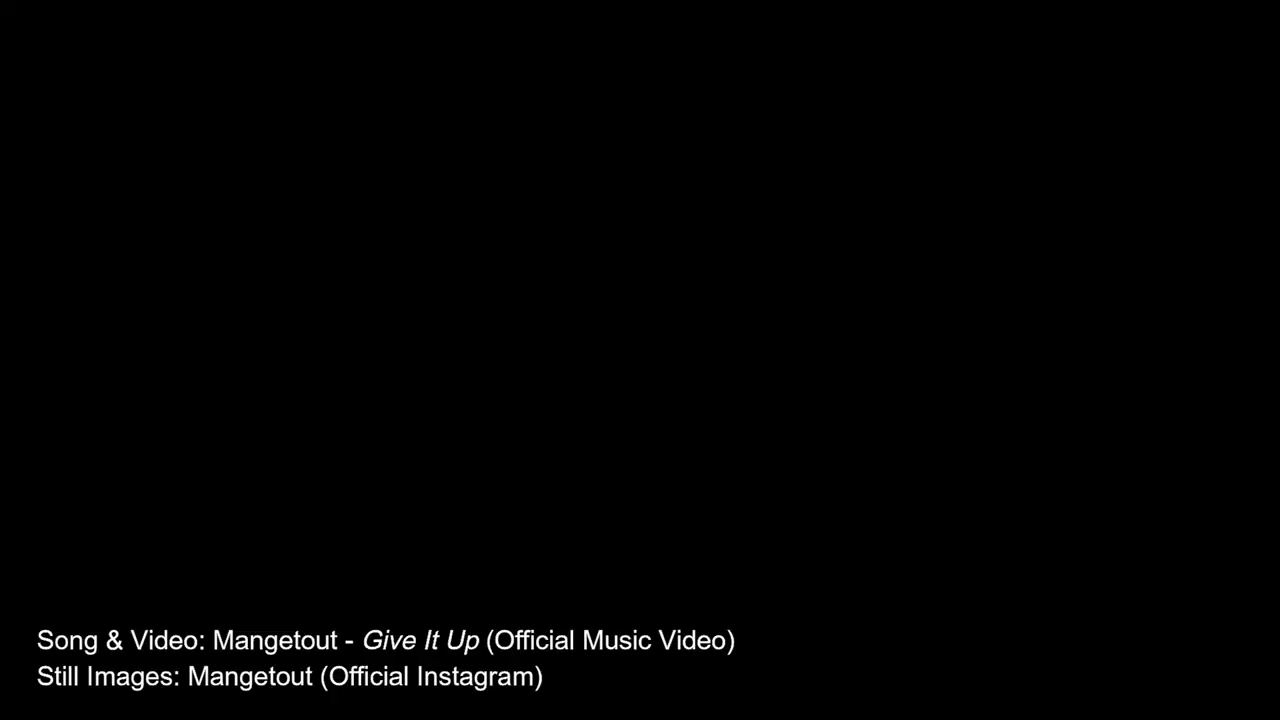 Song & Video: Mangetout - Give It Up (Official Music Video)
Still Images: Mangetout (Official Instagram)